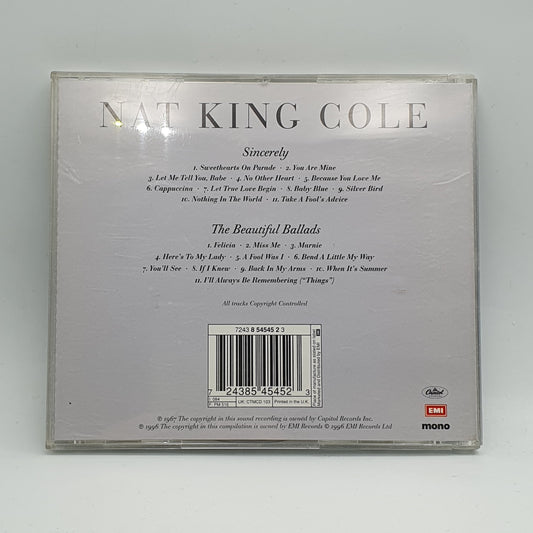 NAT KING COLE
Sincerely
1. Sweethearts On Parade · 2. You Are Mine
3. Let Me Tell You, Babe · 4. No Other Heart · 5. Because You Love Me
6. Cappuccina · 7. Let True Love Begin · 8. Baby Blue · 9. Silver Bird
10. Nothing In The World · 11. Take A Fool's Advice
The Beautiful Ballads
1. Felicia · 2. Miss Me · 3. Marnie
4. Here's To My Lady · 5. A Fool Was I · 6. Bend A Little My Way
7. You'll See · 8. If I Knew · 9. Back In My Arms · 10. When It's Summer
11. I'll Always Be Remembering ("Things")
All tracks Copyright Controlled
7243 8 54545 2 3
7 24385 45452 3
UK: CTMCD 103
Printed in the U.K.
Capitol
EMI
mono
℗ 1967 The copyright in this sound recording is owned by Capitol Records Inc.
℗ 1996 The copyright in this compilation is owned by EMI Records © 1996 EMI Records Ltd